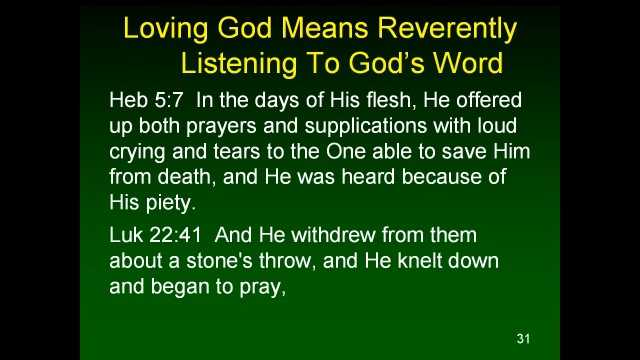 Loving God Means Reverently
Listening To God's Word
Heb 5:7  In the days of His flesh, He offered
up both prayers and supplications with loud
crying and tears to the One able to save Him
from death, and He was heard because of
His piety.
Luk 22:41  And He withdrew from them
about a stone's throw, and He knelt down
and began to pray,
31